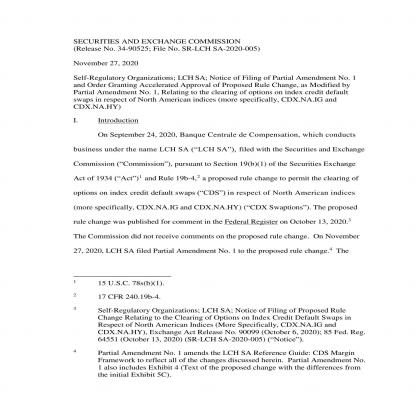 SECURITIES AND EXCHANGE COMMISSION
(Release No. 34-90525; File No. SR-LCH SA-2020-005)
November 27, 2020
Self-Regulatory Organizations; LCH SA; Notice of Filing of Partial Amendment No. 1
and Order Granting Accelerated Approval of Proposed Rule Change, as Modified by
Partial Amendment No. 1, Relating to the clearing of options on index credit default
swaps in respect of North American indices (more specifically, CDX.NA.IG and
CDX.NA.HY)
I. Introduction
On September 24, 2020, Banque Centrale de Compensation, which conducts
business under the name LCH SA (“LCH SA”), filed with the Securities and Exchange
Commission (“Commission”), pursuant to Section 19(b)(1) of the Securities Exchange
Act of 1934 (“Act”)1 and Rule 19b-4,2 a proposed rule change to permit the clearing of
options on index credit default swaps (“CDS”) in respect of North American indices
(more specifically, CDX.NA.IG and CDX.NA.HY) (“CDX Swaptions”). The proposed
rule change was published for comment in the Federal Register on October 13, 2020.3
The Commission did not receive comments on the proposed rule change. On November
27, 2020, LCH SA filed Partial Amendment No. 1 to the proposed rule change.4 The
1 15 U.S.C. 78s(b)(1).
2 17 CFR 240.19b-4.
3 Self-Regulatory Organizations; LCH SA; Notice of Filing of Proposed Rule
Change Relating to the Clearing of Options on Index Credit Default Swaps in
Respect of North American Indices (More Specifically, CDX.NA.IG and
CDX.NA.HY), Exchange Act Release No. 90099 (October 6, 2020); 85 Fed. Reg.
64551 (October 13, 2020) (SR-LCH SA-2020-005) (“Notice”).
4 Partial Amendment No. 1 amends the LCH SA Reference Guide: CDS Margin
Framework to reflect all of the changes discussed herein. Partial Amendment No.
1 also includes Exhibit 4 (Text of the proposed change with the differences from
the initial Exhibit 5C).